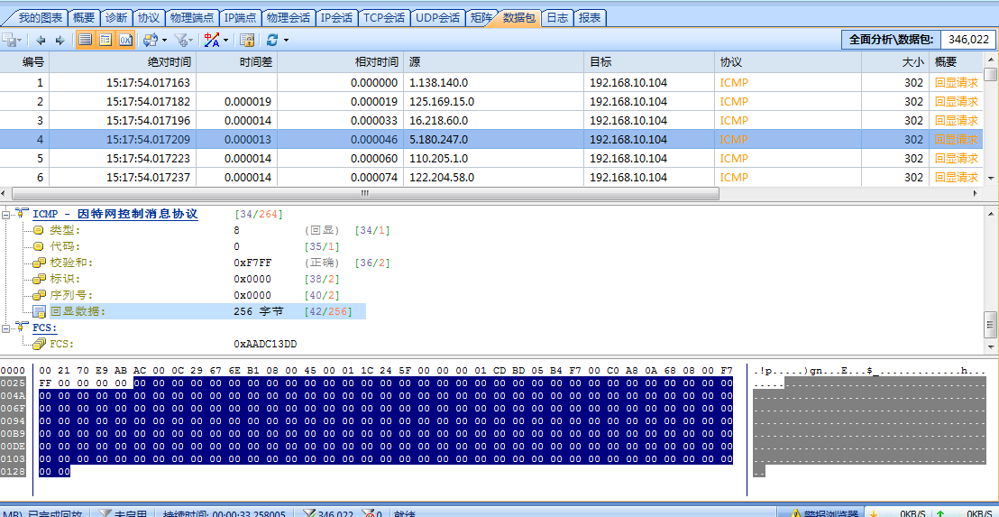 我的图表 概要 诊断 协议 物理端点 IP端点 物理会话 IP会话 TCP会话 UDP会话 矩阵 数据包 日志 报表
全面分析\数据包: 346,022
编号 绝对时间 时间差 相对时间 源 目标 协议 大小 概要
1 15:17:54.017163 0.000000 1.138.140.0 192.168.10.104 ICMP 302 回显请求
2 15:17:54.017182 0.000019 0.000019 125.169.15.0 192.168.10.104 ICMP 302 回显请求
3 15:17:54.017196 0.000014 0.000033 16.218.60.0 192.168.10.104 ICMP 302 回显请求
4 15:17:54.017209 0.000013 0.000046 5.180.247.0 192.168.10.104 ICMP 302 回显请求
5 15:17:54.017223 0.000014 0.000060 110.205.1.0 192.168.10.104 ICMP 302 回显请求
6 15:17:54.017237 0.000014 0.000074 122.204.58.0 192.168.10.104 ICMP 302 回显请求
ICMP - 因特网控制消息协议 [34/264]
类型: 8 (回显) [34/1]
代码: 0 [35/1]
校验和: 0xF7FF (正确) [36/2]
标识: 0x0000 [38/2]
序列号: 0x0000 [40/2]
回显数据: 256 字节 [42/256]
FCS:
FCS: 0xAADC13DD
0000 00 21 70 E9 AB AC 00 0C 29 67 6E B1 08 00 45 00 01 1C 24 5F 00 00 00 01 CD BD 05 B4 F7 00 C0 A8 0A 68 08 00 F7 .!p.....)gn...E...$_.............h...
0025 FF 00 00 00 00 00 00 00 00 00 00 00 00 00 00 00 00 00 00 00 00 00 00 00 00 00 00 00 00 00 00 00 00 00 00 00 00 .....................................
004A 00 00 00 00 00 00 00 00 00 00 00 00 00 00 00 00 00 00 00 00 00 00 00 00 00 00 00 00 00 00 00 00 00 00 00 00 00 .....................................
006F 00 00 00 00 00 00 00 00 00 00 00 00 00 00 00 00 00 00 00 00 00 00 00 00 00 00 00 00 00 00 00 00 00 00 00 00 00 .....................................
0094 00 00 00 00 00 00 00 00 00 00 00 00 00 00 00 00 00 00 00 00 00 00 00 00 00 00 00 00 00 00 00 00 00 00 00 00 00 .....................................
00B9 00 00 00 00 00 00 00 00 00 00 00 00 00 00 00 00 00 00 00 00 00 00 00 00 00 00 00 00 00 00 00 00 00 00 00 00 00 .....................................
00DE 00 00 00 00 00 00 00 00 00 00 00 00 00 00 00 00 00 00 00 00 00 00 00 00 00 00 00 00 00 00 00 00 00 00 00 00 00 .....................................
0103 00 00 00 00 00 00 00 00 00 00 00 00 00 00 00 00 00 00 00 00 00 00 00 00 00 00 00 00 00 00 00 00 00 00 00 00 00 .....................................
0128 00 00 ..
MB) 已完成回放 未启用 持续时间: 00:00:33.258005 346,022 0 就绪 警报浏览器 0KB/S 0KB/S